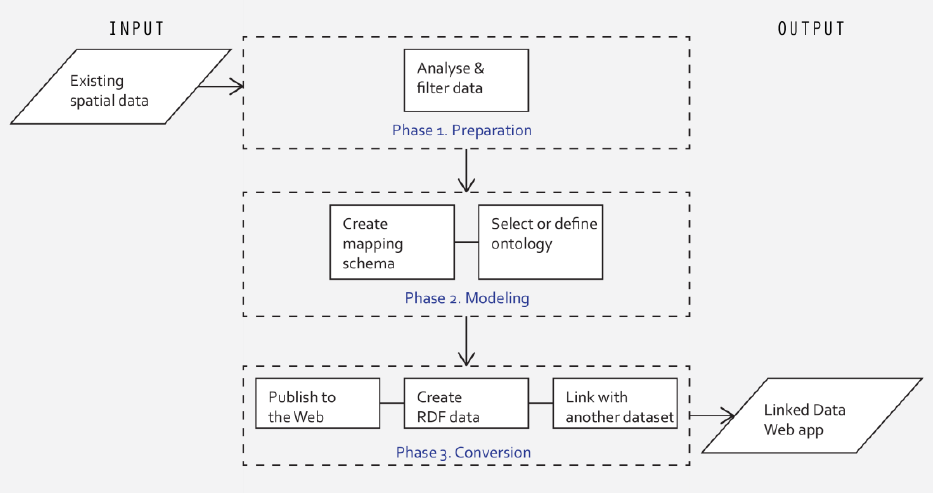 INPUT
OUTPUT
Existing
spatial data
Analyse &
filter data
Phase 1. Preparation
Create
mapping
schema
Select or define
ontology
Phase 2. Modeling
Publish to
the Web
Create
RDF data
Link with
another dataset
Phase 3. Conversion
Linked Data
Web app